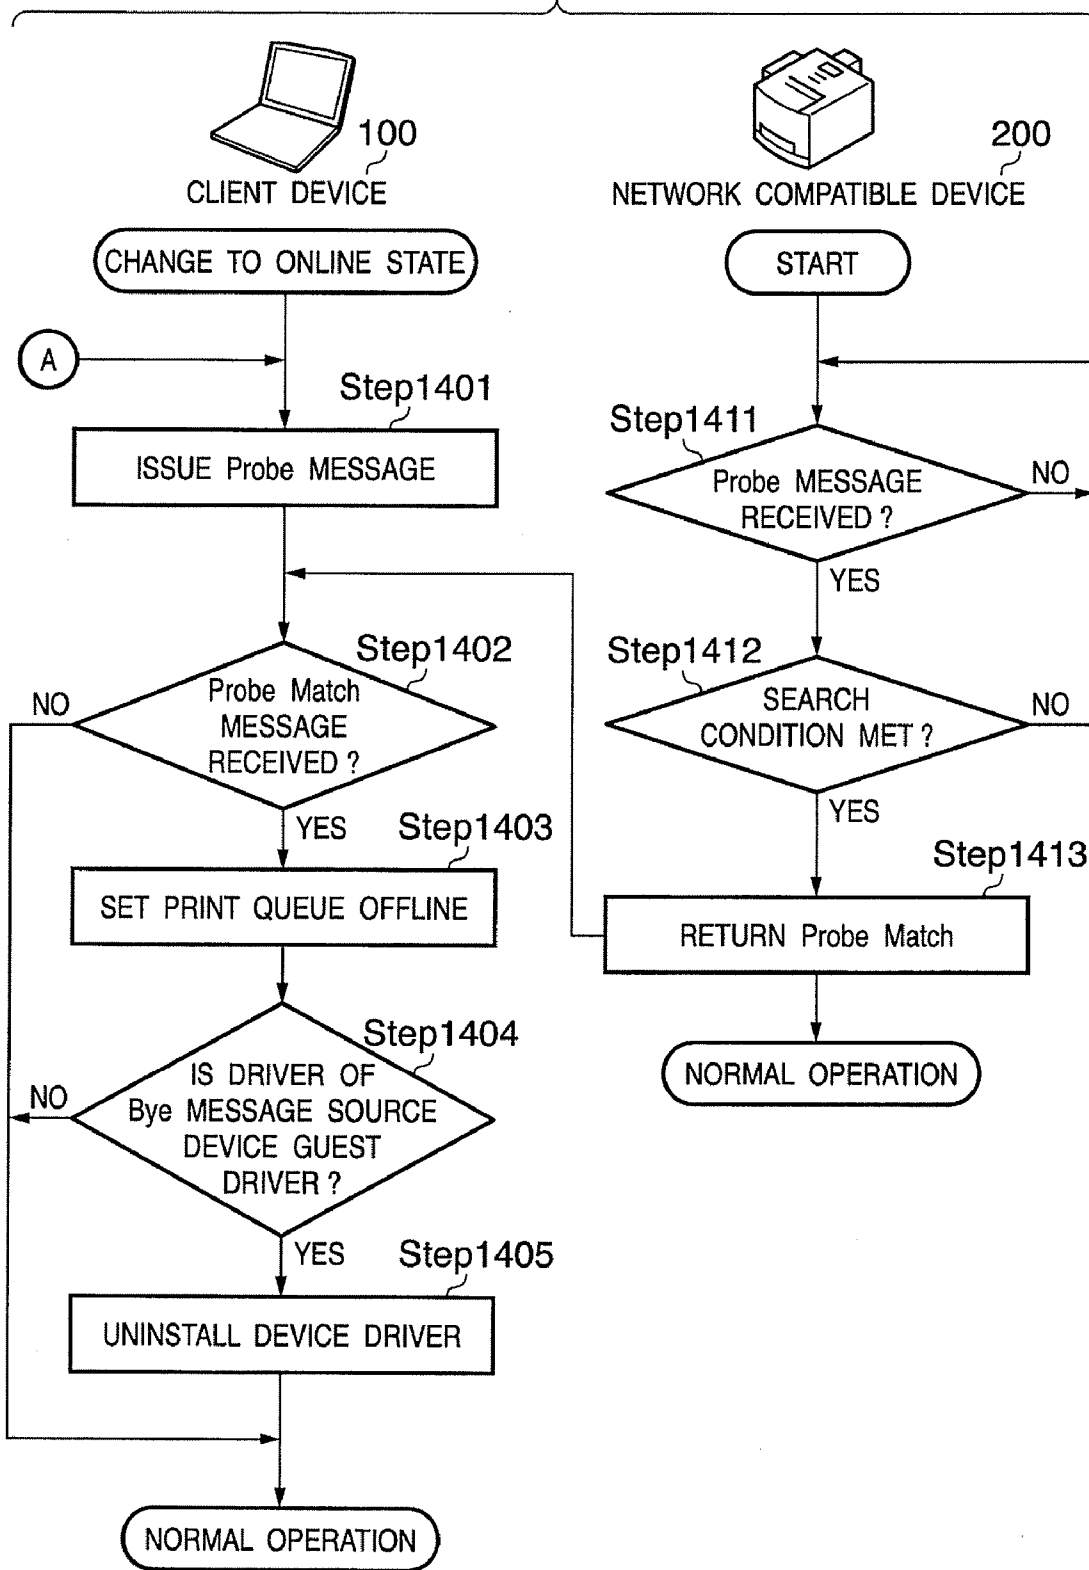 100
CLIENT DEVICE
CHANGE TO ONLINE STATE
A
Step1401
ISSUE Probe MESSAGE
Step1402
Probe Match
MESSAGE
RECEIVED ?
NO
YES
Step1403
SET PRINT QUEUE OFFLINE
Step1404
IS DRIVER OF
Bye MESSAGE SOURCE
DEVICE GUEST
DRIVER ?
NO
YES
Step1405
UNINSTALL DEVICE DRIVER
NORMAL OPERATION
200
NETWORK COMPATIBLE DEVICE
START
Step1411
Probe MESSAGE
RECEIVED ?
NO
YES
Step1412
SEARCH
CONDITION MET ?
NO
YES
Step1413
RETURN Probe Match
NORMAL OPERATION